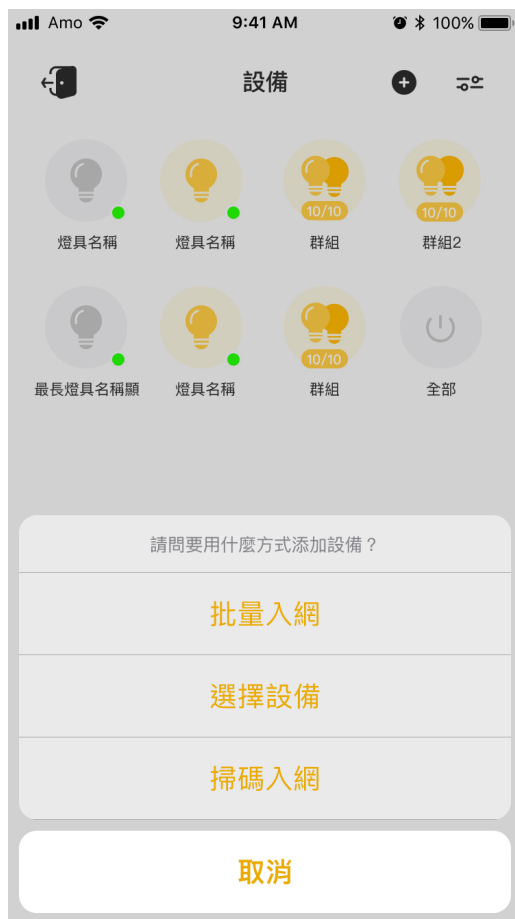 Amo 9:41 AM 100%
設備
10/10 10/10
燈具名稱 燈具名稱 群組 群組2
10/10
最長燈具名稱顯 燈具名稱 群組 全部
請問要用什麼方式添加設備？
批量入網
選擇設備
掃碼入網
取消